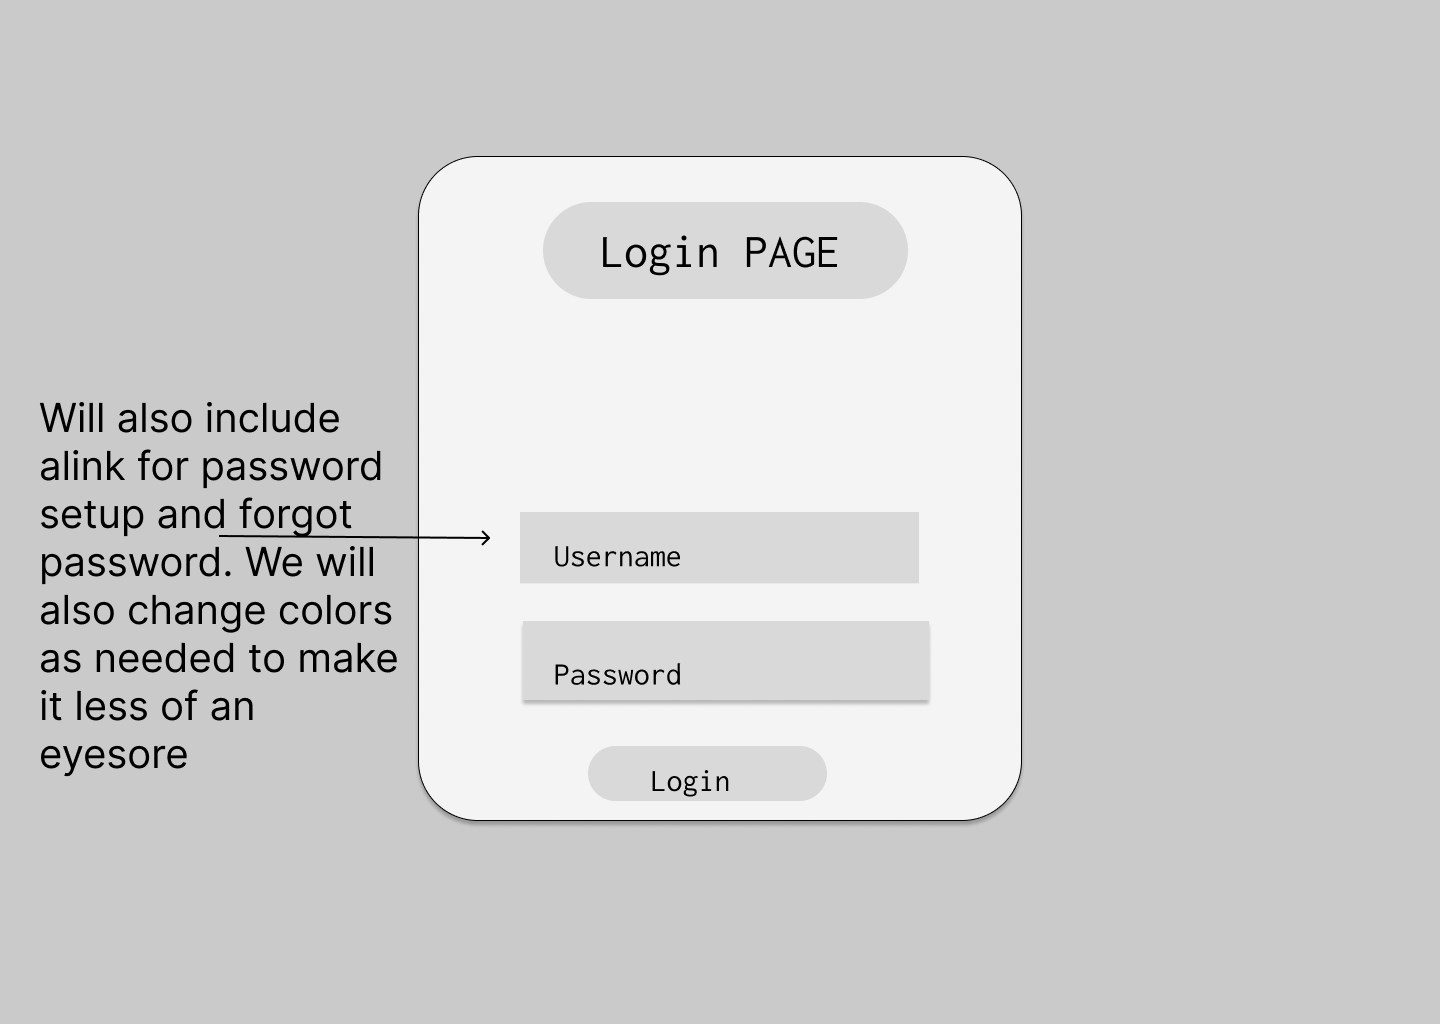 Login PAGE
Will also include
alink for password
setup and forgot
password. We will
also change colors
as needed to make
it less of an
eyesore
Username
Password
Login